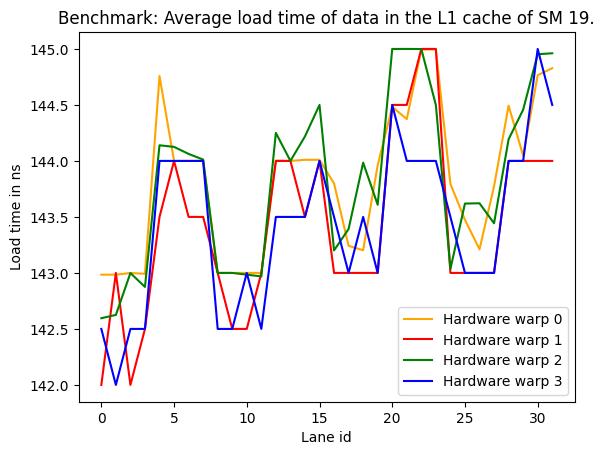 Benchmark: Average load time of data in the L1 cache of SM 19.
145.0
144.5
144.0
143.5
143.0
142.5
142.0
Load time in ns
Hardware warp 0
Hardware warp 1
Hardware warp 2
Hardware warp 3
0 5 10 15 20 25 30
Lane id